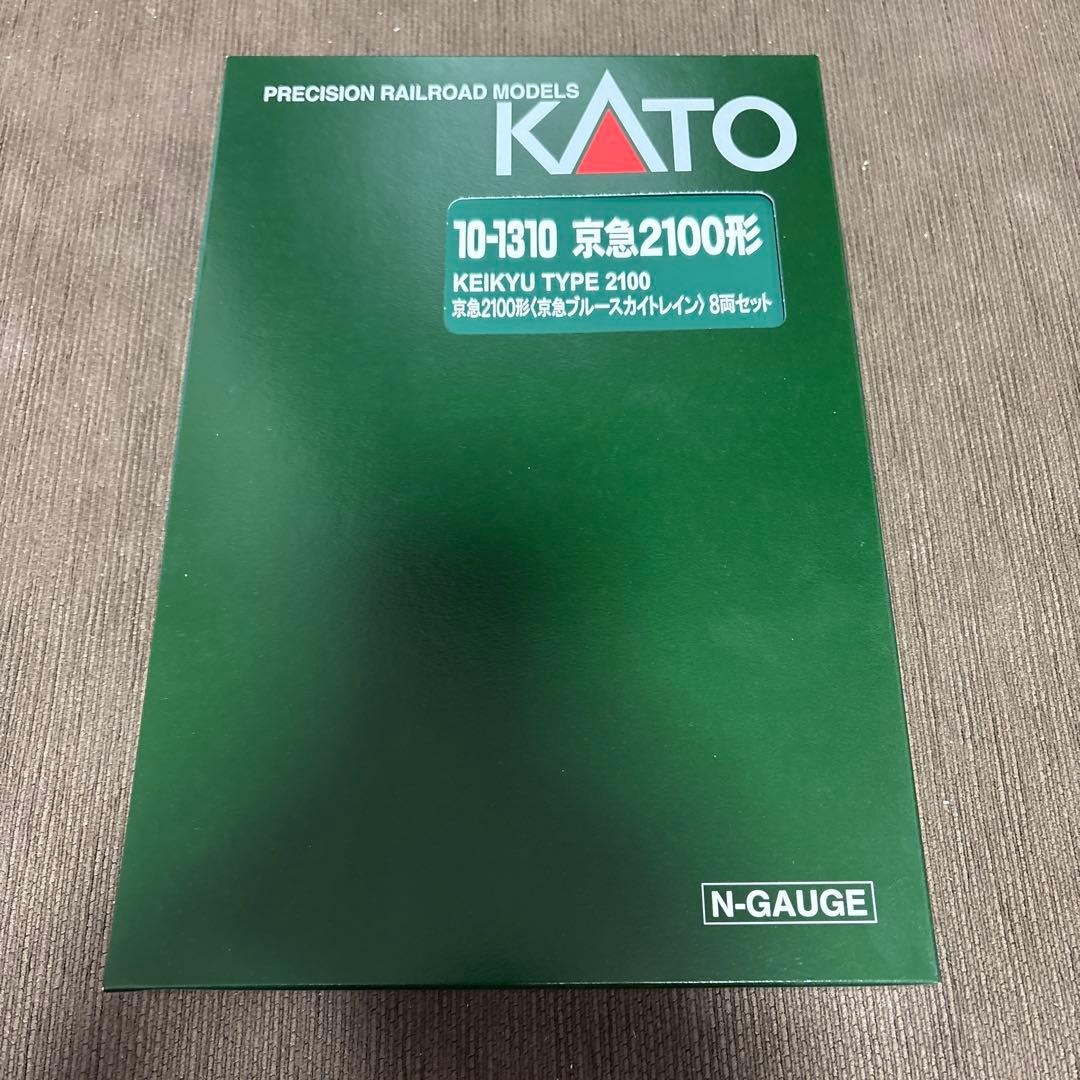 PRECISION RAILROAD MODELS
KATO
10-1310 京急2100形
KEIKYU TYPE 2100
京急2100形〈京急ブルースカイトレイン〉8両セット
N-GAUGE